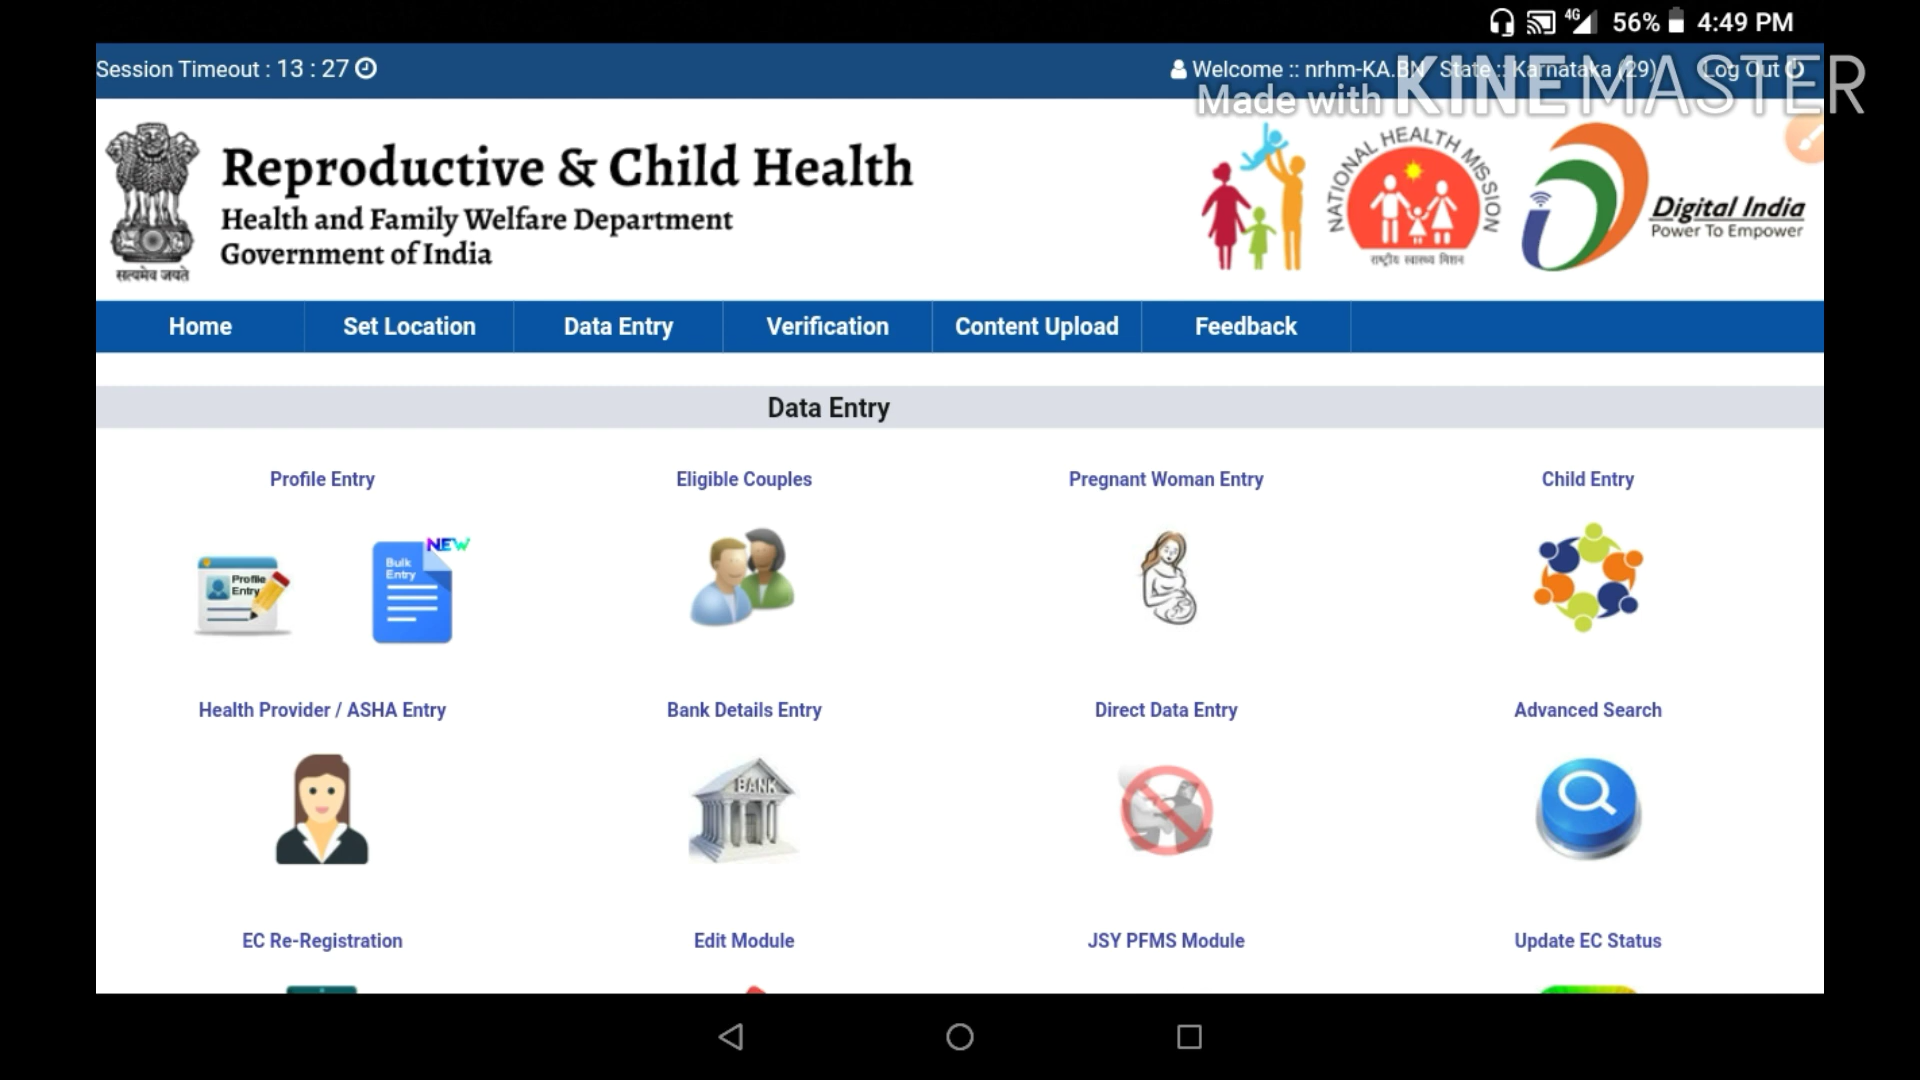 4G 56% 4:49 PM
Session Timeout : 13 : 27
Welcome :: nrhm-KA.BN State :: Karnataka (29) Log Out
Made with KINEMASTER
Reproductive & Child Health
Health and Family Welfare Department
Government of India
सत्यमेव जयते
NATIONAL HEALTH MISSION
राष्ट्रीय स्वास्थ्य मिशन
Digital India
Power To Empower
Home Set Location Data Entry Verification Content Upload Feedback
Data Entry
Profile Entry Eligible Couples Pregnant Woman Entry Child Entry
Profile
Entry
NEW
Bulk
Entry
Health Provider / ASHA Entry Bank Details Entry Direct Data Entry Advanced Search
BANK
EC Re-Registration Edit Module JSY PFMS Module Update EC Status